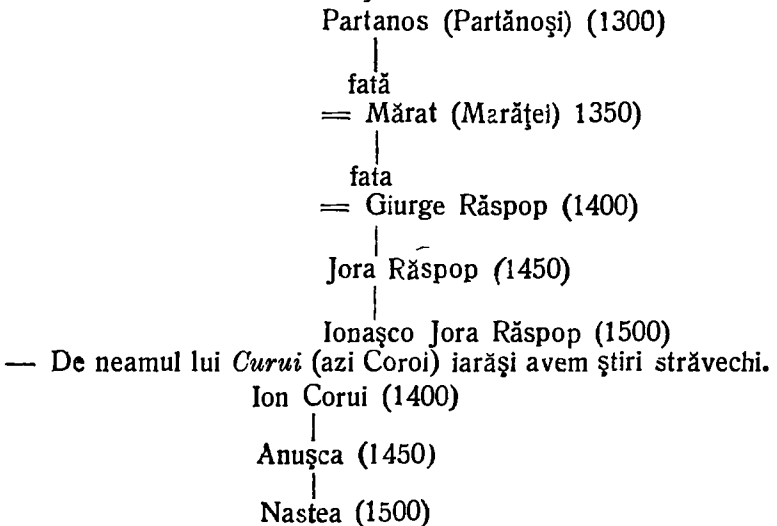 Partanos (Partănoşi) (1300)
fată
= Mărat (Marăţei) 1350)
fata
= Giurge Răspop (1400)
Jora Răspop (1450)
Ionaşco Jora Răspop (1500)
— De neamul lui Curui (azi Coroi) iarăşi avem ştiri străvechi.
Ion Corui (1400)
Anuşca (1450)
Nastea (1500)